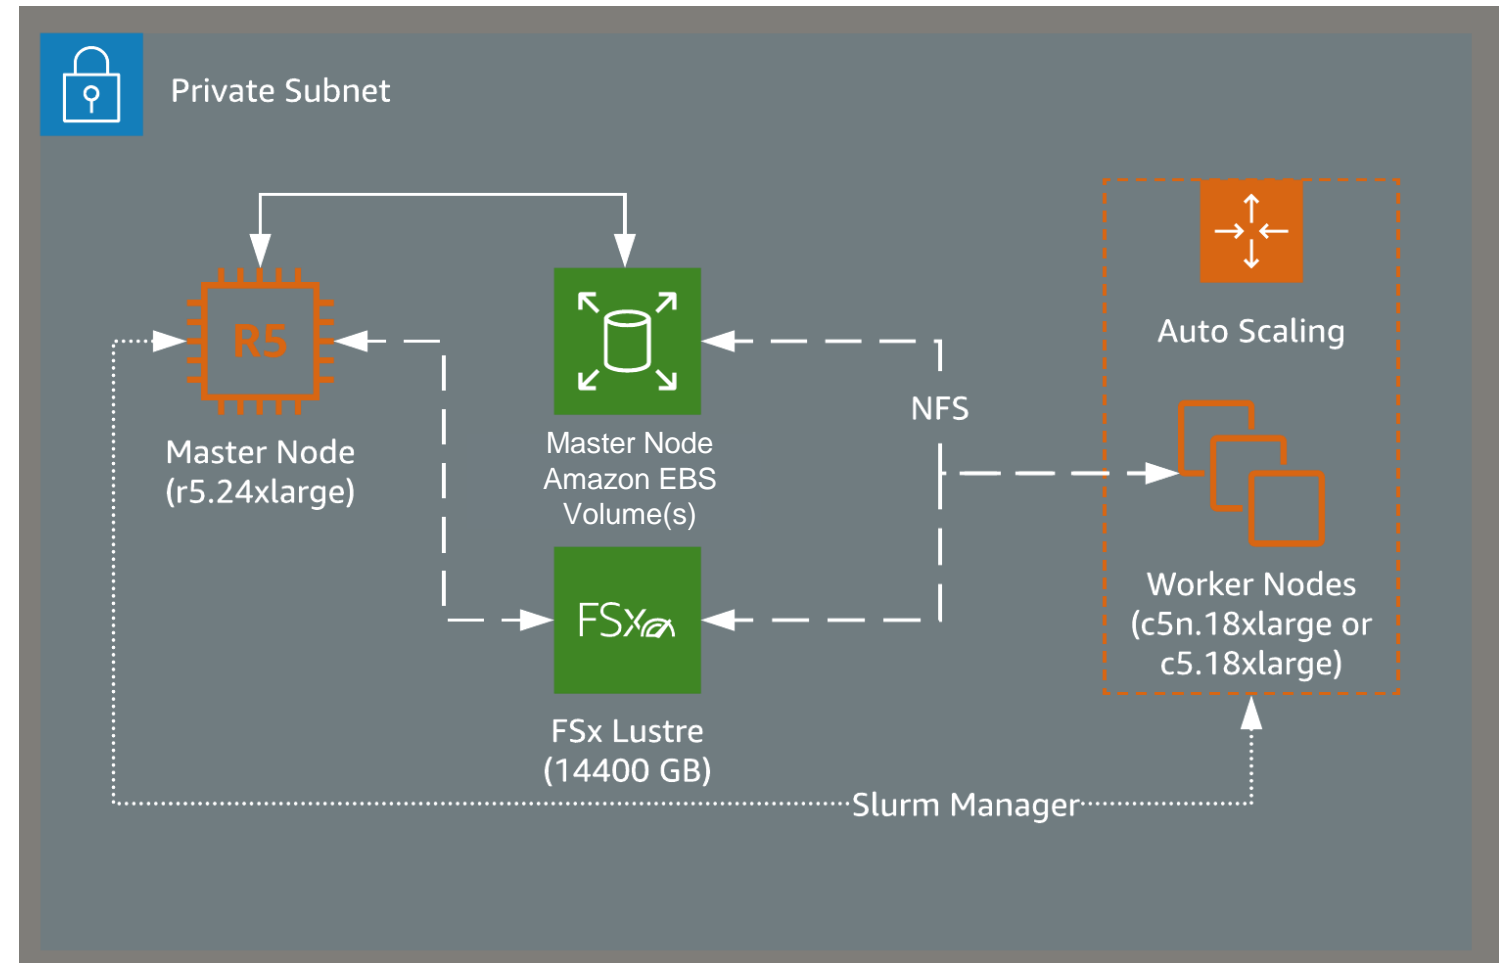 Private Subnet
R5
Master Node
(r5.24xlarge)
Master Node
Amazon EBS
Volume(s)
FSx
FSx Lustre
(14400 GB)
NFS
Auto Scaling
Worker Nodes
(c5n.18xlarge or
c5.18xlarge)
Slurm Manager